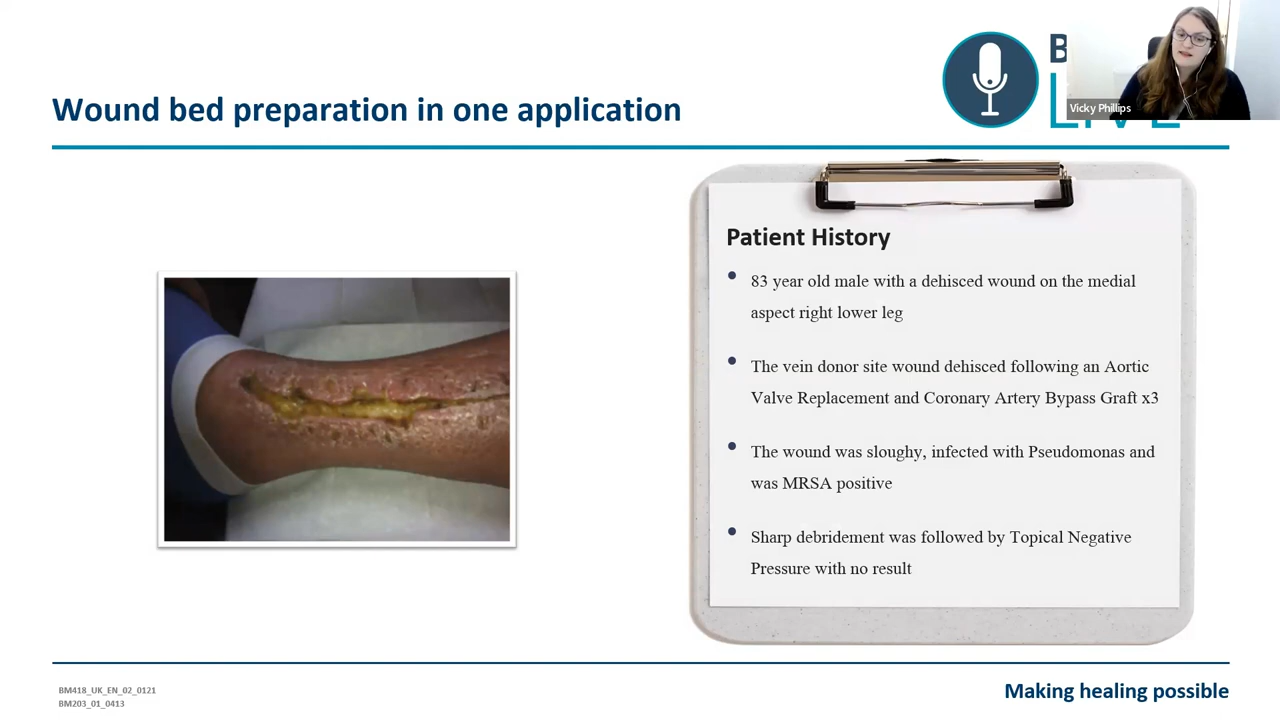 Wound bed preparation in one application
B
Vicky Phillips
Patient History
• 83 year old male with a dehisced wound on the medial
aspect right lower leg
• The vein donor site wound dehisced following an Aortic
Valve Replacement and Coronary Artery Bypass Graft x3
• The wound was sloughy, infected with Pseudomonas and
was MRSA positive
• Sharp debridement was followed by Topical Negative
Pressure with no result
BM418_UK_EN_02_0121
BM203_01_0413
Making healing possible